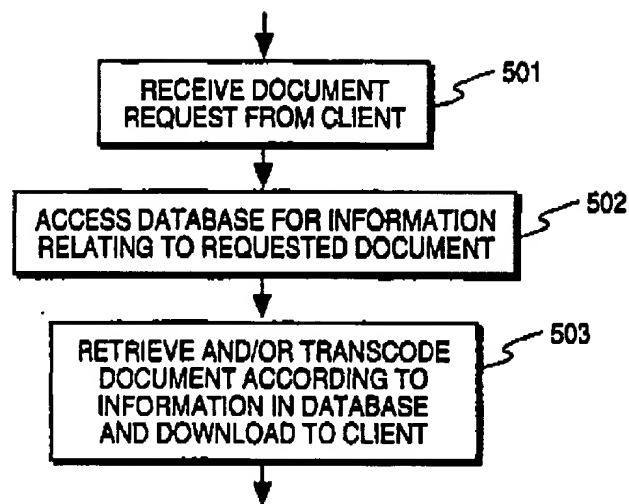 RECEIVE DOCUMENT
REQUEST FROM CLIENT
501
ACCESS DATABASE FOR INFORMATION
RELATING TO REQUESTED DOCUMENT
502
RETRIEVE AND/OR TRANSCODE
DOCUMENT ACCORDING TO
INFORMATION IN DATABASE
AND DOWNLOAD TO CLIENT
503